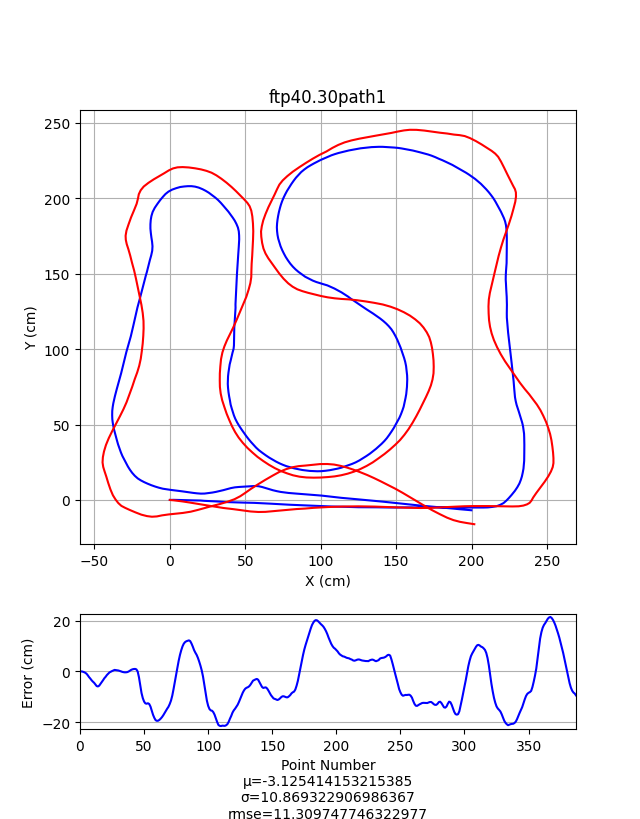 ftp40.30path1
250
200
150
100
50
0
Y (cm)
−50 0 50 100 150 200 250
X (cm)
20
0
−20
Error (cm)
0 50 100 150 200 250 300 350
Point Number
μ=-3.125414153215385
σ=10.869322906986367
rmse=11.309747746322977